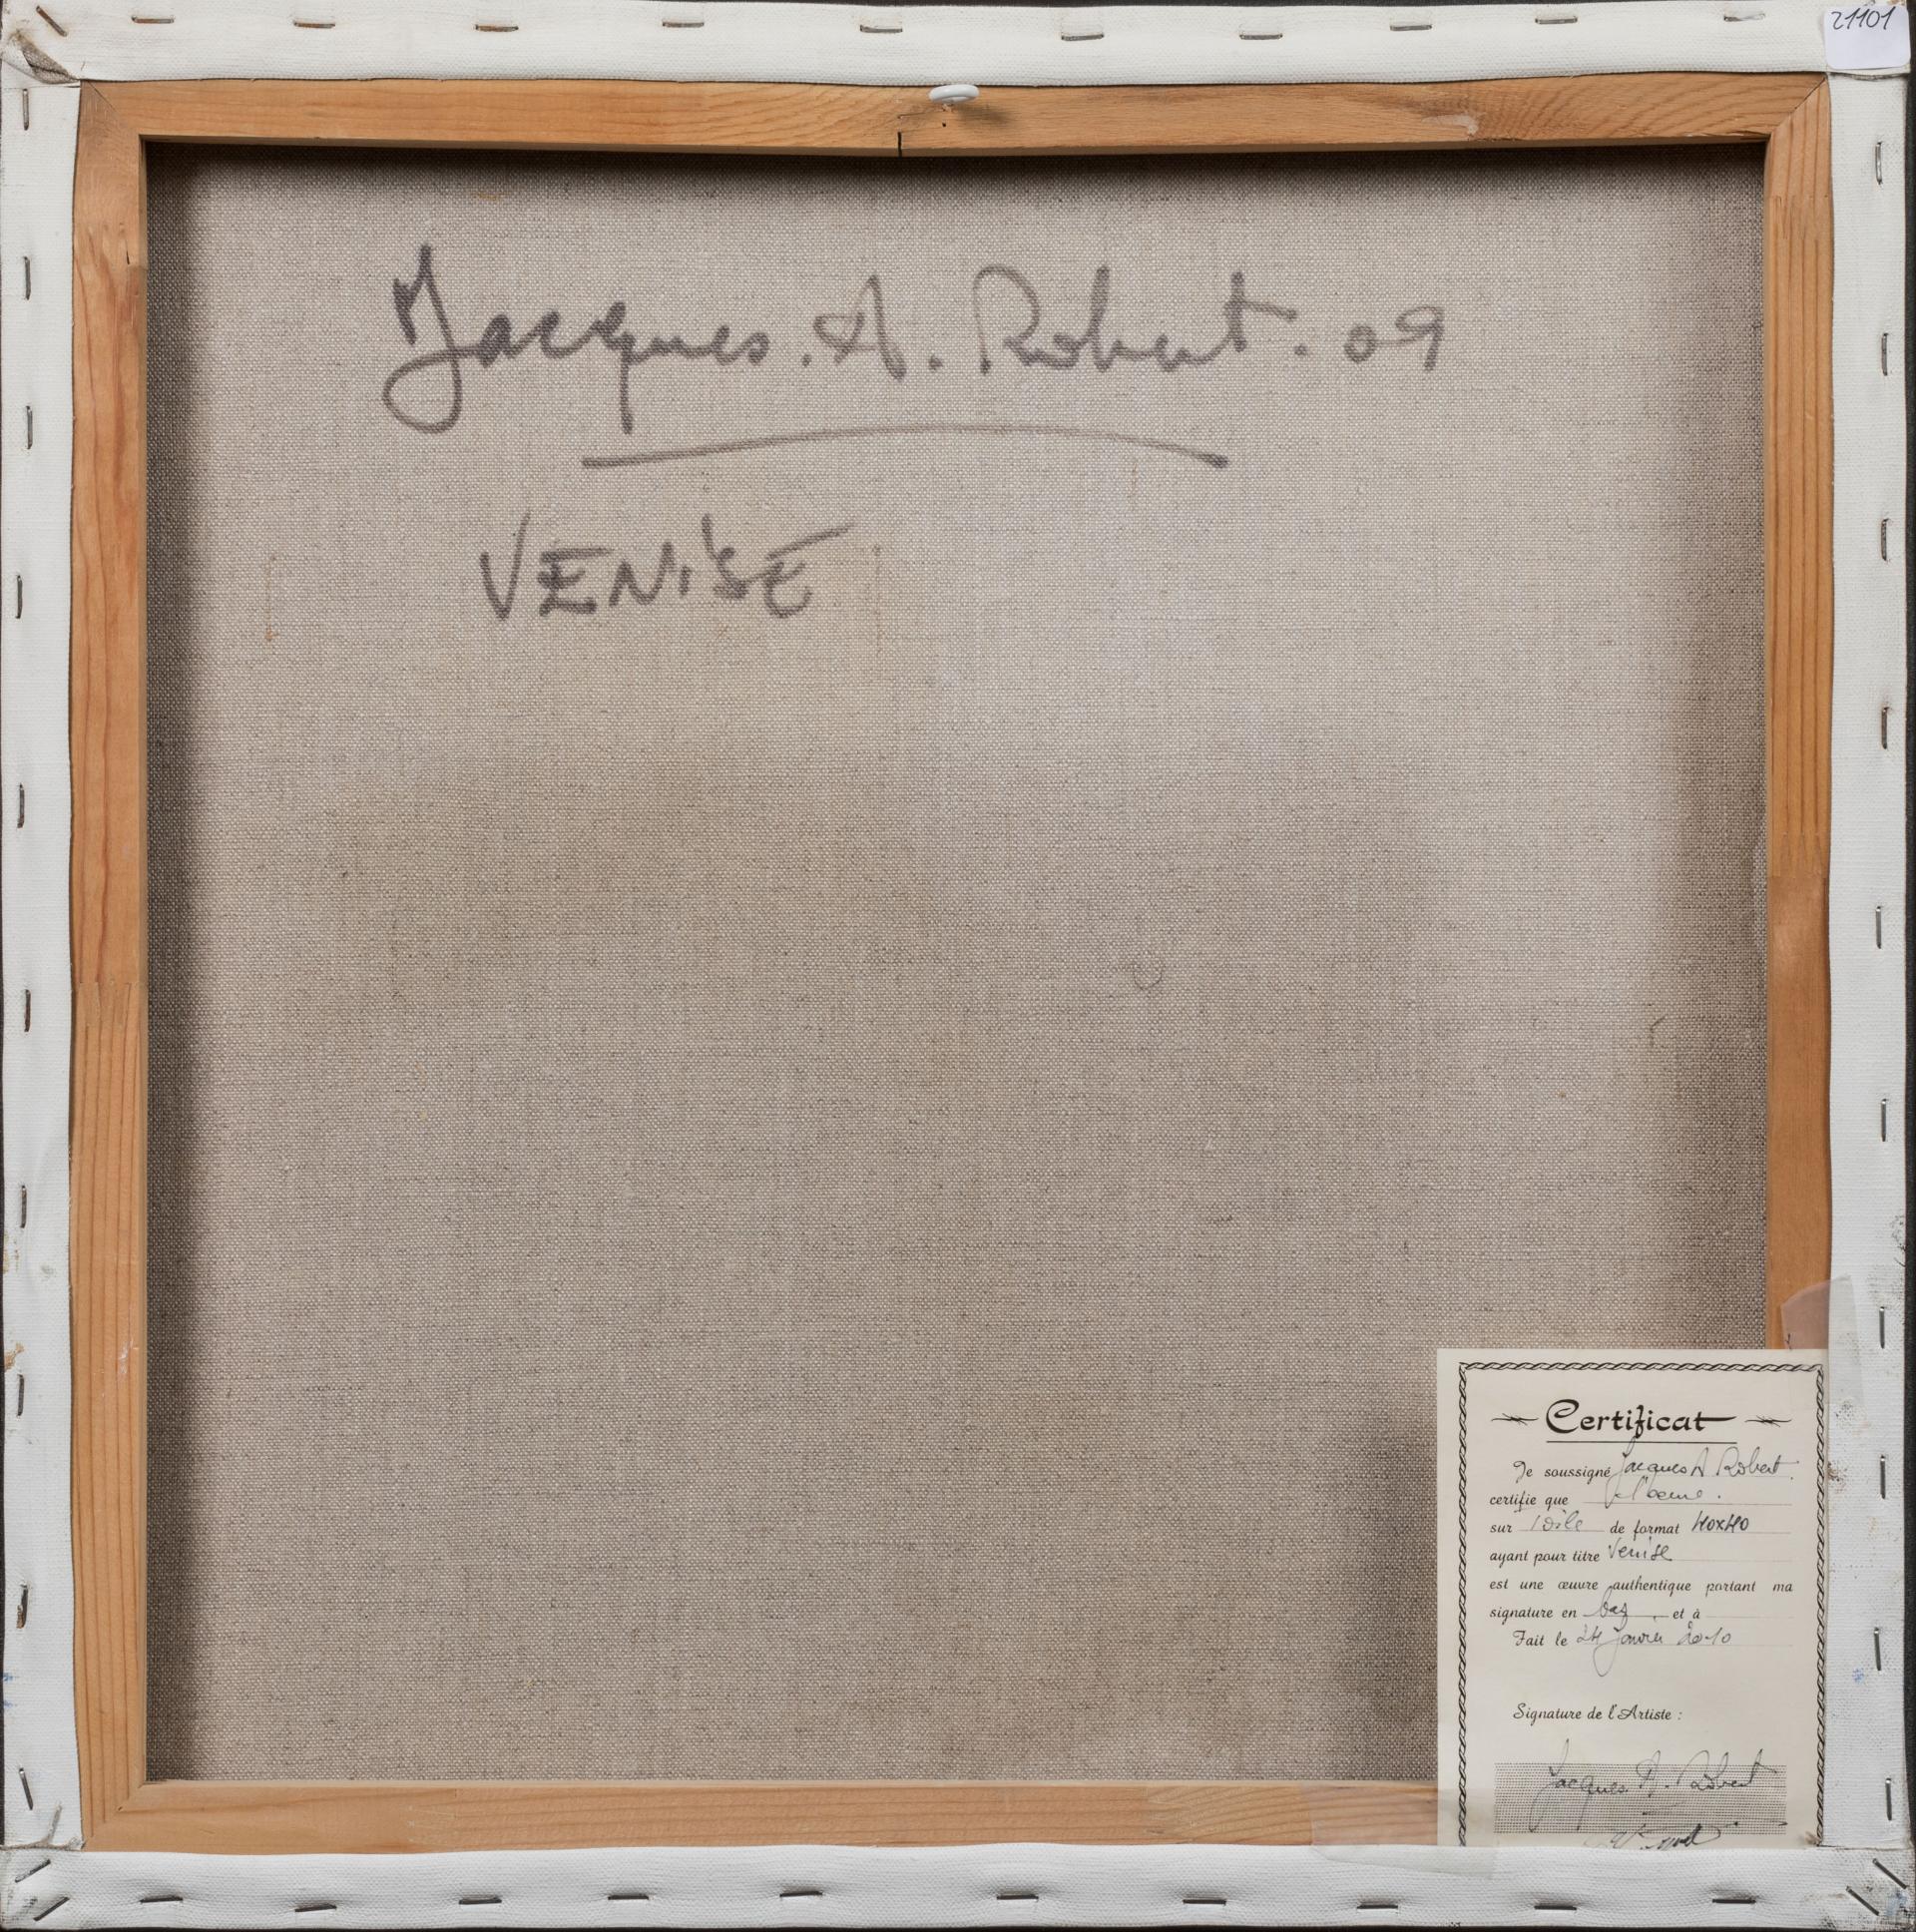 21101
Jacques. A. Robert. 09
VENISE
Certificat
Je soussigné Jacques A Robert.
certifie que
sur toile de format 40x40
ayant pour titre Venise
est une œuvre authentique portant ma
signature en bas et à
Fait le 24 janvier 2010
Signature de l'Artiste :
Jacques. A. Robert